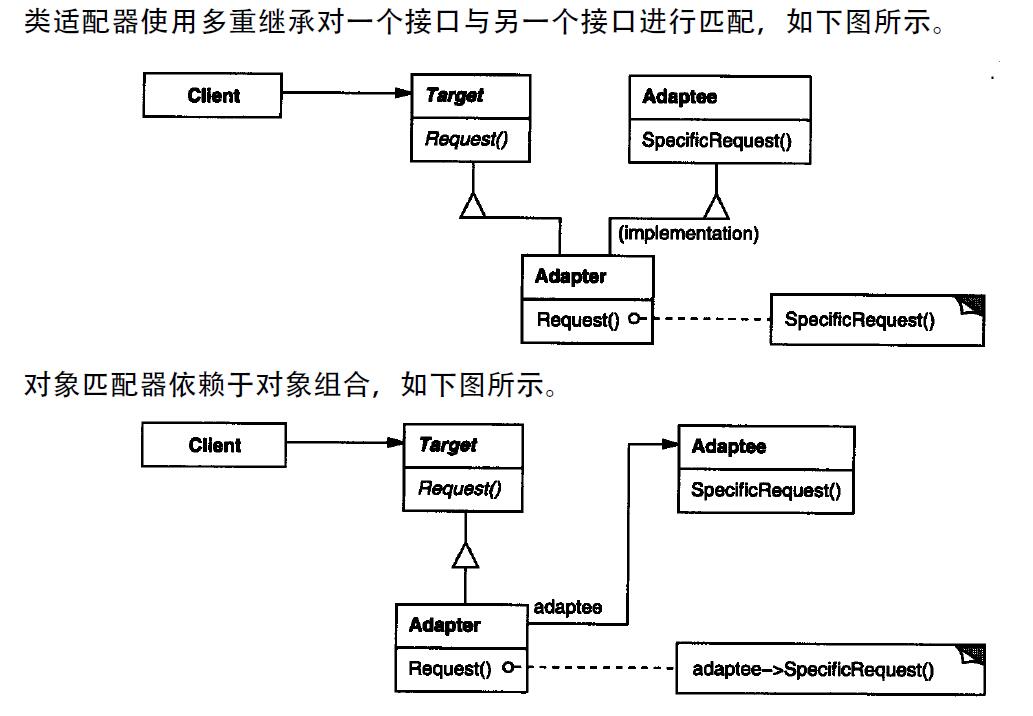 类适配器使用多重继承对一个接口与另一个接口进行匹配，如下图所示。
Client
Target
Request()
Adaptee
SpecificRequest()
(implementation)
Adapter
Request()
SpecificRequest()
对象匹配器依赖于对象组合，如下图所示。
Client
Target
Request()
Adaptee
SpecificRequest()
adaptee
Adapter
Request()
adaptee->SpecificRequest()